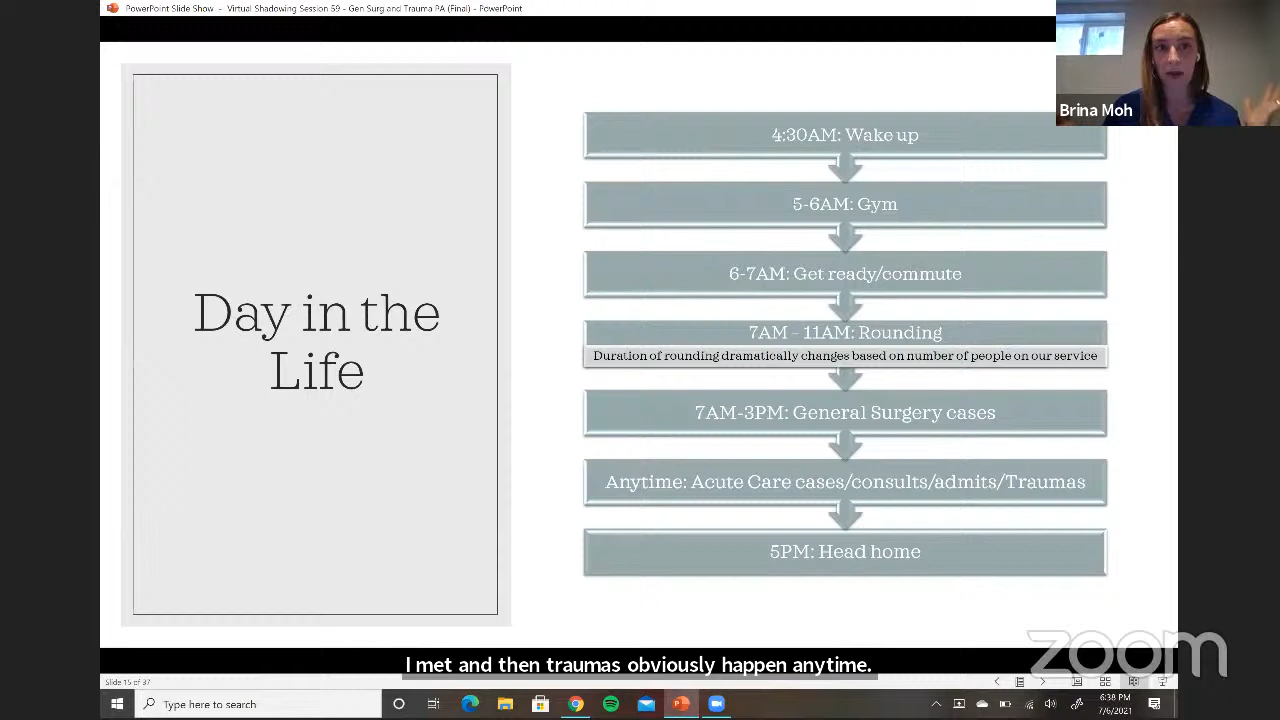 PowerPoint Slide Show - Virtual Shadowing Session 59 - Gen Surg and Trauma PA (Final) - PowerPoint
Brina Moh
4:30AM: Wake up
5-6AM: Gym
6-7AM: Get ready/commute
7AM – 11AM: Rounding
Duration of rounding dramatically changes based on number of people on our service
Day in the
Life
7AM-3PM: General Surgery cases
Anytime: Acute Care cases/consults/admits/Traumas
5PM: Head home
zoom
I met and then traumas obviously happen anytime.
Slide 15 of 37
Type here to search
6:38 PM
7/6/2021